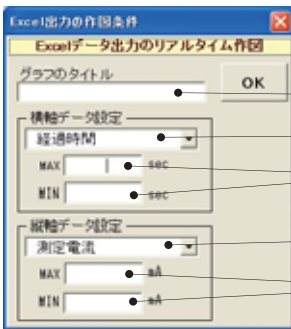 Excel出力の作図条件
Excelデータ出力のリアルタイム作図
グラフのタイトル
OK
横軸データ設定
経過時間
MAX sec
MIN sec
縦軸データ設定
測定電流
MAX mA
MIN mA